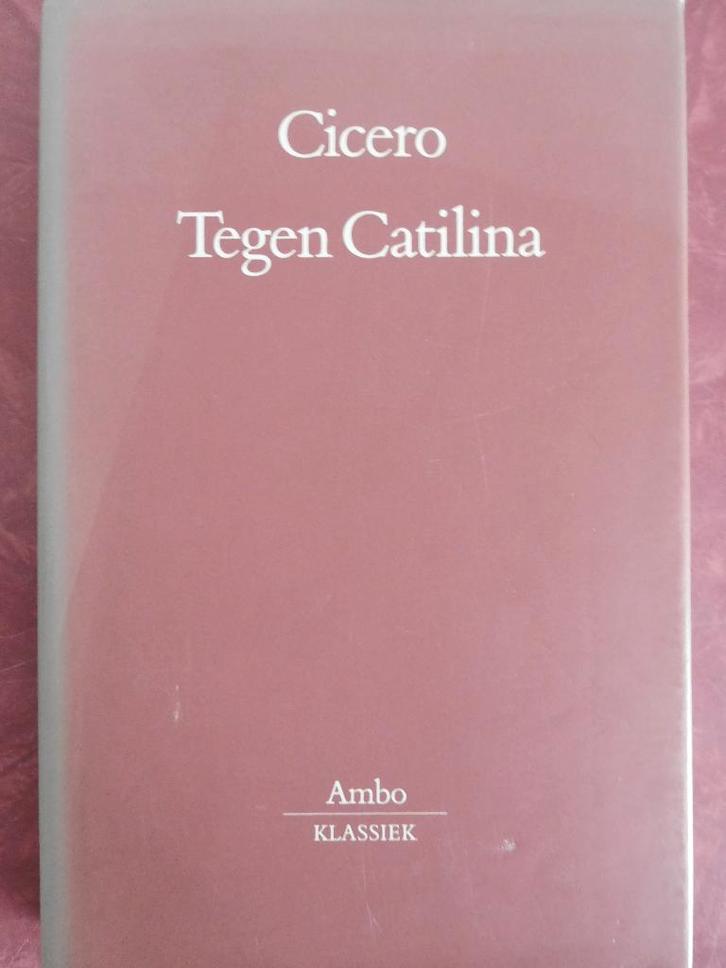 Cicero
Tegen Catilina
Ambo
KLASSIEK